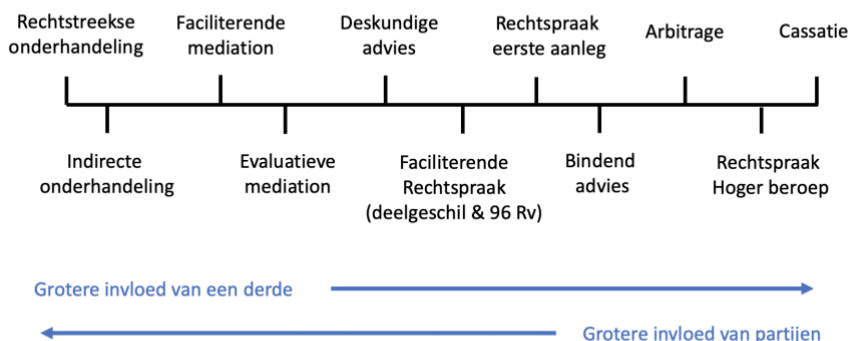 Rechtstreekse
onderhandeling
Faciliterende
mediation
Deskundige
advies
Rechtspraak
eerste aanleg
Arbitrage
Cassatie
Indirecte
onderhandeling
Evaluatieve
mediation
Faciliterende
Rechtspraak
(deelgeschil & 96 Rv)
Bindend
advies
Rechtspraak
Hoger beroep
Grotere invloed van een derde
Grotere invloed van partijen